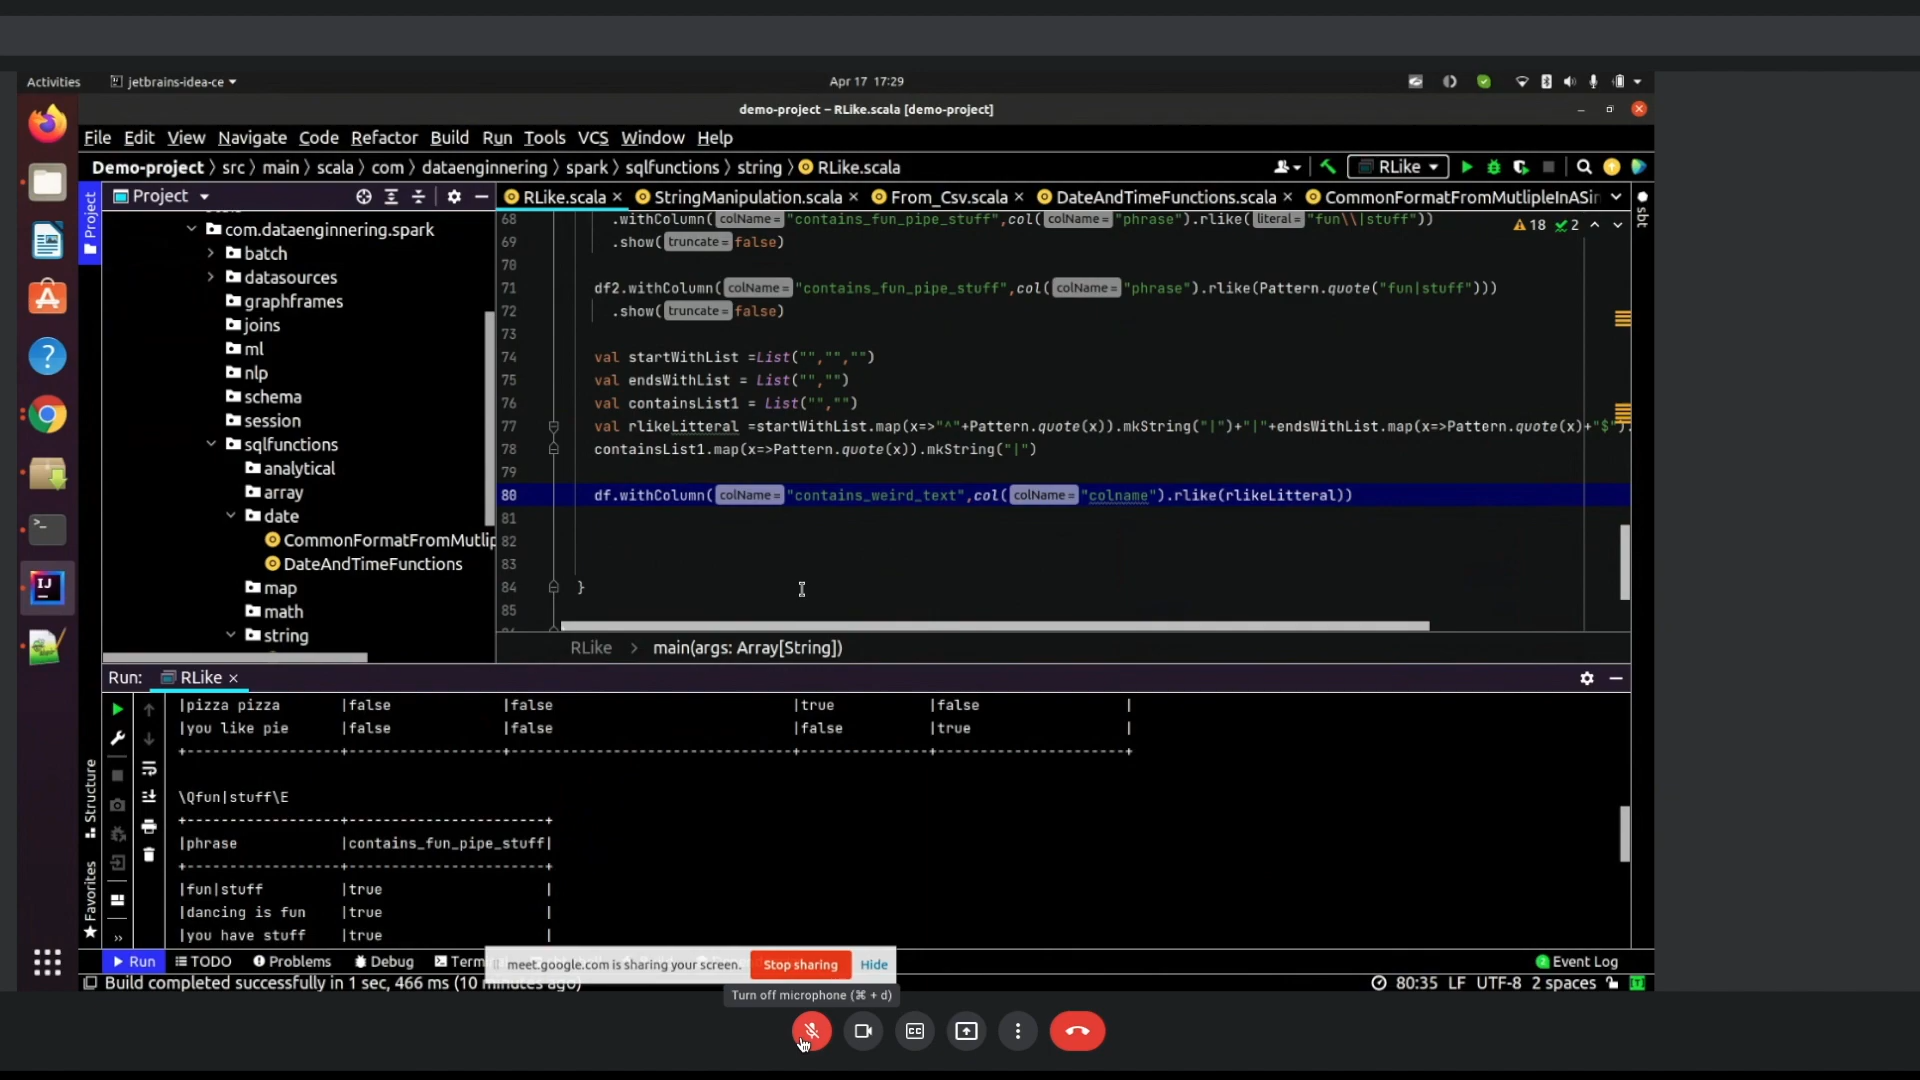 Activities jetbrains-idea-ce Apr 17 17:29
demo-project – RLike.scala [demo-project]
File Edit View Navigate Code Refactor Build Run Tools VCS Window Help
Demo-project src main scala com dataenginnering spark sqlfunctions string RLike.scala RLike
Project RLike.scala StringManipulation.scala From_Csv.scala DateAndTimeFunctions.scala CommonFormatFromMutlipleInASin
Project
sbt
com.dataenginnering.spark
batch
datasources
graphframes
joins
ml
nlp
schema
session
sqlfunctions
analytical
array
date
CommonFormatFromMutlip
DateAndTimeFunctions
map
math
string
18 2
68 .withColumn( colName = "contains_fun_pipe_stuff",col( colName = "phrase").rlike( literal = "fun\\|stuff"))
69 .show( truncate = false)
70
71 df2.withColumn( colName = "contains_fun_pipe_stuff",col( colName = "phrase").rlike(Pattern.quote("fun|stuff")))
72 .show( truncate = false)
73
74 val startWithList =List("","","")
75 val endsWithList = List("","")
76 val containsList1 = List("","")
77 val rlikeLitteral =startWithList.map(x=>"^"+Pattern.quote(x)).mkString("|")+"|"+endsWithList.map(x=>Pattern.quote(x)+"$").
78 containsList1.map(x=>Pattern.quote(x)).mkString("|")
79
80 df.withColumn( colName = "contains_weird_text",col( colName = "colname").rlike(rlikeLitteral))
81
82
83
84 }
85
RLike > main(args: Array[String])
Run: RLike
Structure
Favorites
|pizza pizza |false |false |true |false |
|you like pie |false |false |false |true |
+----------------+----------------+----------------------------+-------------+-------------------+
\Qfun|stuff\E
+----------------+-----------------------+
|phrase |contains_fun_pipe_stuff|
+----------------+-----------------------+
|fun|stuff |true |
|dancing is fun |true |
|you have stuff |true |
Run TODO Problems Debug Term Event Log
meet.google.com is sharing your screen. Stop sharing Hide
Build completed successfully in 1 sec, 466 ms (10 minutes ago) 80:35 LF UTF-8 2 spaces
Turn off microphone (⌘ + d)